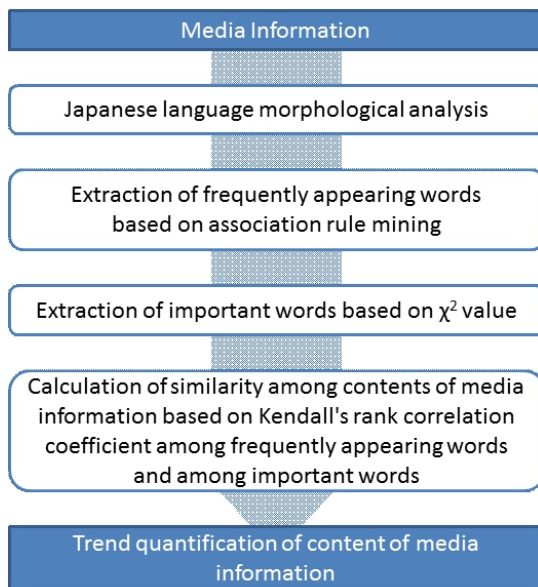 Media Information
Japanese language morphological analysis
Extraction of frequently appearing words
based on association rule mining
Extraction of important words based on χ² value
Calculation of similarity among contents of media
information based on Kendall's rank correlation
coefficient among frequently appearing words
and among important words
Trend quantification of content of media
information